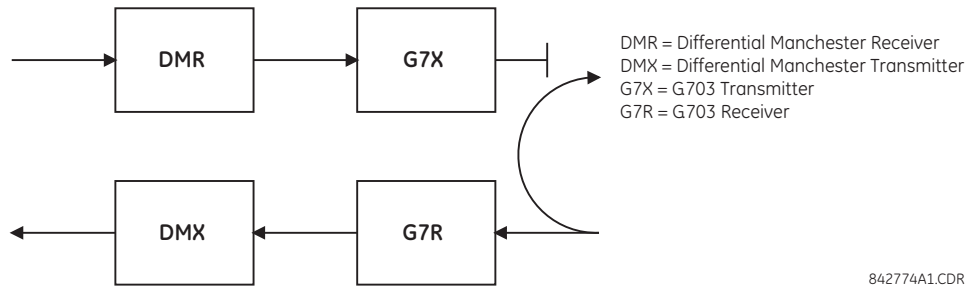 DMR
G7X
DMR = Differential Manchester Receiver
DMX = Differential Manchester Transmitter
G7X = G703 Transmitter
G7R = G703 Receiver
DMX
G7R
842774A1.CDR